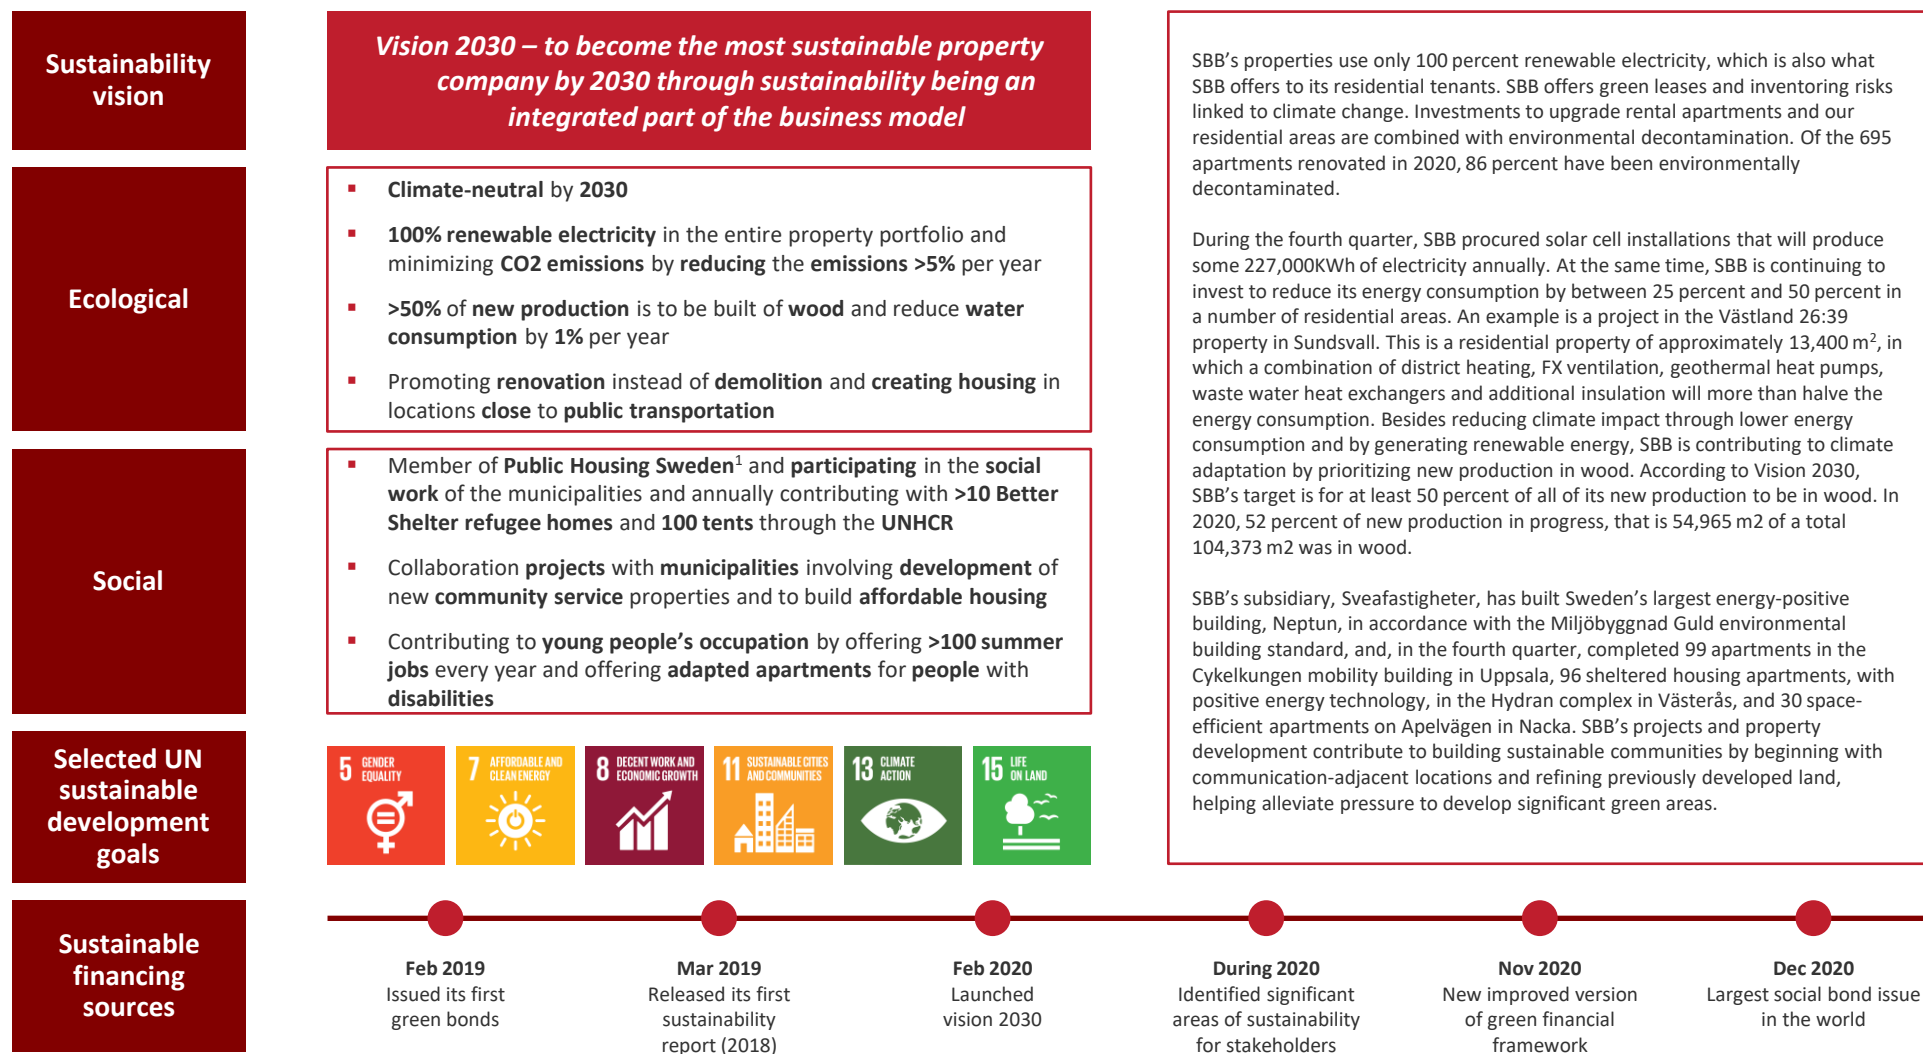 Sustainability
vision
Vision 2030 – to become the most sustainable property
company by 2030 through sustainability being an
integrated part of the business model
Ecological
▪ Climate-neutral by 2030
▪ 100% renewable electricity in the entire property portfolio and
minimizing CO2 emissions by reducing the emissions >5% per year
▪ >50% of new production is to be built of wood and reduce water
consumption by 1% per year
▪ Promoting renovation instead of demolition and creating housing in
locations close to public transportation
Social
▪ Member of Public Housing Sweden¹ and participating in the social
work of the municipalities and annually contributing with >10 Better
Shelter refugee homes and 100 tents through the UNHCR
▪ Collaboration projects with municipalities involving development of
new community service properties and to build affordable housing
▪ Contributing to young people's occupation by offering >100 summer
jobs every year and offering adapted apartments for people with
disabilities
Selected UN
sustainable
development
goals
5 GENDER
EQUALITY
7 AFFORDABLE AND
CLEAN ENERGY
8 DECENT WORK AND
ECONOMIC GROWTH
11 SUSTAINABLE CITIES
AND COMMUNITIES
13 CLIMATE
ACTION
15 LIFE
ON LAND
SBB's properties use only 100 percent renewable electricity, which is also what
SBB offers to its residential tenants. SBB offers green leases and inventoring risks
linked to climate change. Investments to upgrade rental apartments and our
residential areas are combined with environmental decontamination. Of the 695
apartments renovated in 2020, 86 percent have been environmentally
decontaminated.
During the fourth quarter, SBB procured solar cell installations that will produce
some 227,000KWh of electricity annually. At the same time, SBB is continuing to
invest to reduce its energy consumption by between 25 percent and 50 percent in
a number of residential areas. An example is a project in the Västland 26:39
property in Sundsvall. This is a residential property of approximately 13,400 m², in
which a combination of district heating, FX ventilation, geothermal heat pumps,
waste water heat exchangers and additional insulation will more than halve the
energy consumption. Besides reducing climate impact through lower energy
consumption and by generating renewable energy, SBB is contributing to climate
adaptation by prioritizing new production in wood. According to Vision 2030,
SBB's target is for at least 50 percent of all of its new production to be in wood. In
2020, 52 percent of new production in progress, that is 54,965 m2 of a total
104,373 m2 was in wood.
SBB's subsidiary, Sveafastigheter, has built Sweden's largest energy-positive
building, Neptun, in accordance with the Miljöbyggnad Guld environmental
building standard, and, in the fourth quarter, completed 99 apartments in the
Cykelkungen mobility building in Uppsala, 96 sheltered housing apartments, with
positive energy technology, in the Hydran complex in Västerås, and 30 space-
efficient apartments on Apelvägen in Nacka. SBB's projects and property
development contribute to building sustainable communities by beginning with
communication-adjacent locations and refining previously developed land,
helping alleviate pressure to develop significant green areas.
Sustainable
financing
sources
Feb 2019
Issued its first
green bonds
Mar 2019
Released its first
sustainability
report (2018)
Feb 2020
Launched
vision 2030
During 2020
Identified significant
areas of sustainability
for stakeholders
Nov 2020
New improved version
of green financial
framework
Dec 2020
Largest social bond issue
in the world